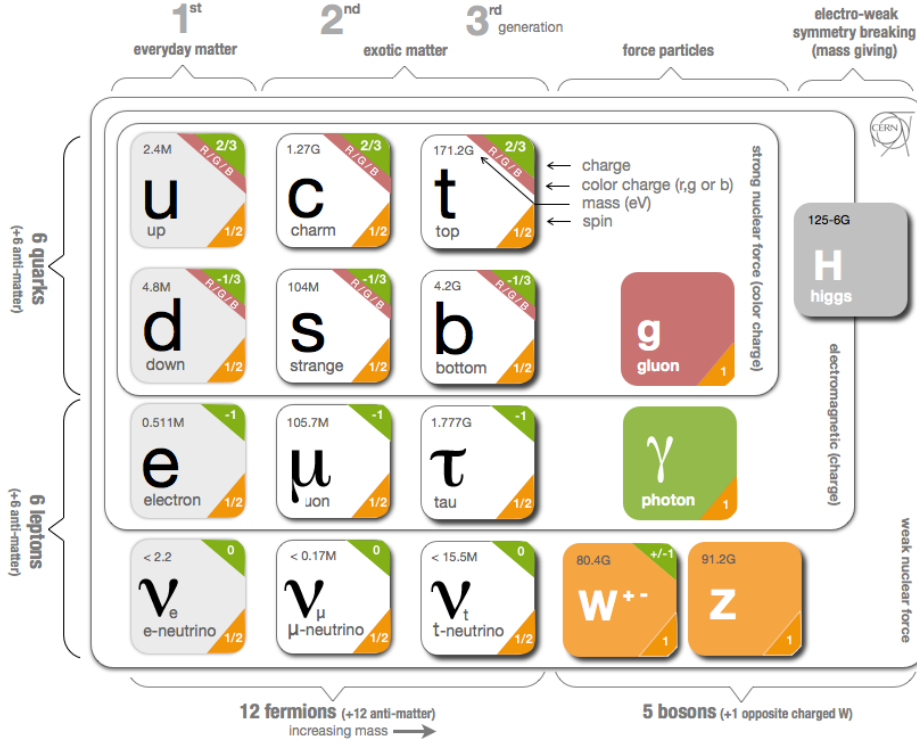 1st
2nd
3rd generation
electro-weak
symmetry breaking
(mass giving)
everyday matter
exotic matter
force particles
CERN
6 quarks
(+6 anti-matter)
2.4M
2/3
R/G/B
u
up
1/2
1.27G
2/3
R/G/B
c
charm
1/2
171.2G
2/3
R/G/B
t
top
1/2
charge
color charge (r,g or b)
mass (eV)
spin
strong nuclear force (color charge)
125-6G
H
higgs
4.8M
-1/3
R/G/B
d
down
1/2
104M
-1/3
R/G/B
s
strange
1/2
4.2G
-1/3
R/G/B
b
bottom
1/2
g
gluon
1
electromagnetic (charge)
6 leptons
(+6 anti-matter)
0.511M
-1
e
electron
1/2
105.7M
-1
μ
uon
1/2
1.777G
-1
τ
tau
1/2
γ
photon
1
weak nuclear force
< 2.2
0
νe
e-neutrino
1/2
< 0.17M
0
νμ
μ-neutrino
1/2
< 15.5M
0
νt
t-neutrino
1/2
80.4G
+/-1
W+-
1
91.2G
Z
1
12 fermions (+12 anti-matter)
increasing mass
5 bosons (+1 opposite charged W)